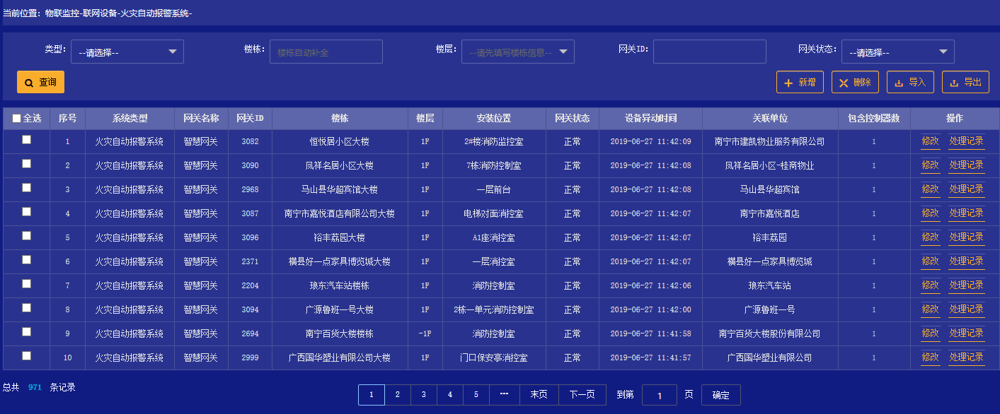 当前位置: 物联监控-联网设备-火灾自动报警系统-
类型: --请选择-- 楼栋: 楼栋自动补全 楼层: --请先填写楼栋信息-- 网关ID: 网关状态: --请选择--
查询 新增 删除 导入 导出
全选 序号 系统类型 网关名称 网关ID 楼栋 楼层 安装位置 网关状态 设备异动时间 关联单位 包含控制器数 操作
1 火灾自动报警系统 智慧网关 3082 恒悦居小区大楼 1F 2#楼消防监控室 正常 2019-06-27 11:42:09 南宁市建凯物业服务有限公司 1 修改 处理记录
2 火灾自动报警系统 智慧网关 3090 凤祥名居小区大楼 1F 7栋消防控制室 正常 2019-06-27 11:42:08 凤祥名居小区-桂商物业 1 修改 处理记录
3 火灾自动报警系统 智慧网关 2968 马山县华超宾馆大楼 1F 一层前台 正常 2019-06-27 11:42:08 马山县华超宾馆 1 修改 处理记录
4 火灾自动报警系统 智慧网关 3087 南宁市嘉悦酒店有限公司大楼 1F 电梯对面消控室 正常 2019-06-27 11:42:07 南宁市嘉悦酒店 1 修改 处理记录
5 火灾自动报警系统 智慧网关 3096 裕丰荔园大楼 1F A1座消控室 正常 2019-06-27 11:42:07 裕丰荔园 1 修改 处理记录
6 火灾自动报警系统 智慧网关 2371 横县好一点家具博览城大楼 1F 一层消控室 正常 2019-06-27 11:42:07 横县好一点家具博览城 1 修改 处理记录
7 火灾自动报警系统 智慧网关 2204 琅东汽车站楼栋 1F 消防控制室 正常 2019-06-27 11:42:06 琅东汽车站 1 修改 处理记录
8 火灾自动报警系统 智慧网关 3094 广源鲁班一号大楼 1F 2栋一单元消防控制室 正常 2019-06-27 11:42:00 广源鲁班一号 1 修改 处理记录
9 火灾自动报警系统 智慧网关 2694 南宁百货大楼楼栋 -1F 消防控制室 正常 2019-06-27 11:41:58 南宁百货大楼股份有限公司 1 修改 处理记录
10 火灾自动报警系统 智慧网关 2999 广西国华塑业有限公司大楼 1F 门口保安亭消控室 正常 2019-06-27 11:41:57 广西国华塑业有限公司 1 修改 处理记录
总共 971 条记录 1 2 3 4 5 ··· 末页 下一页 到第 1 页 确定